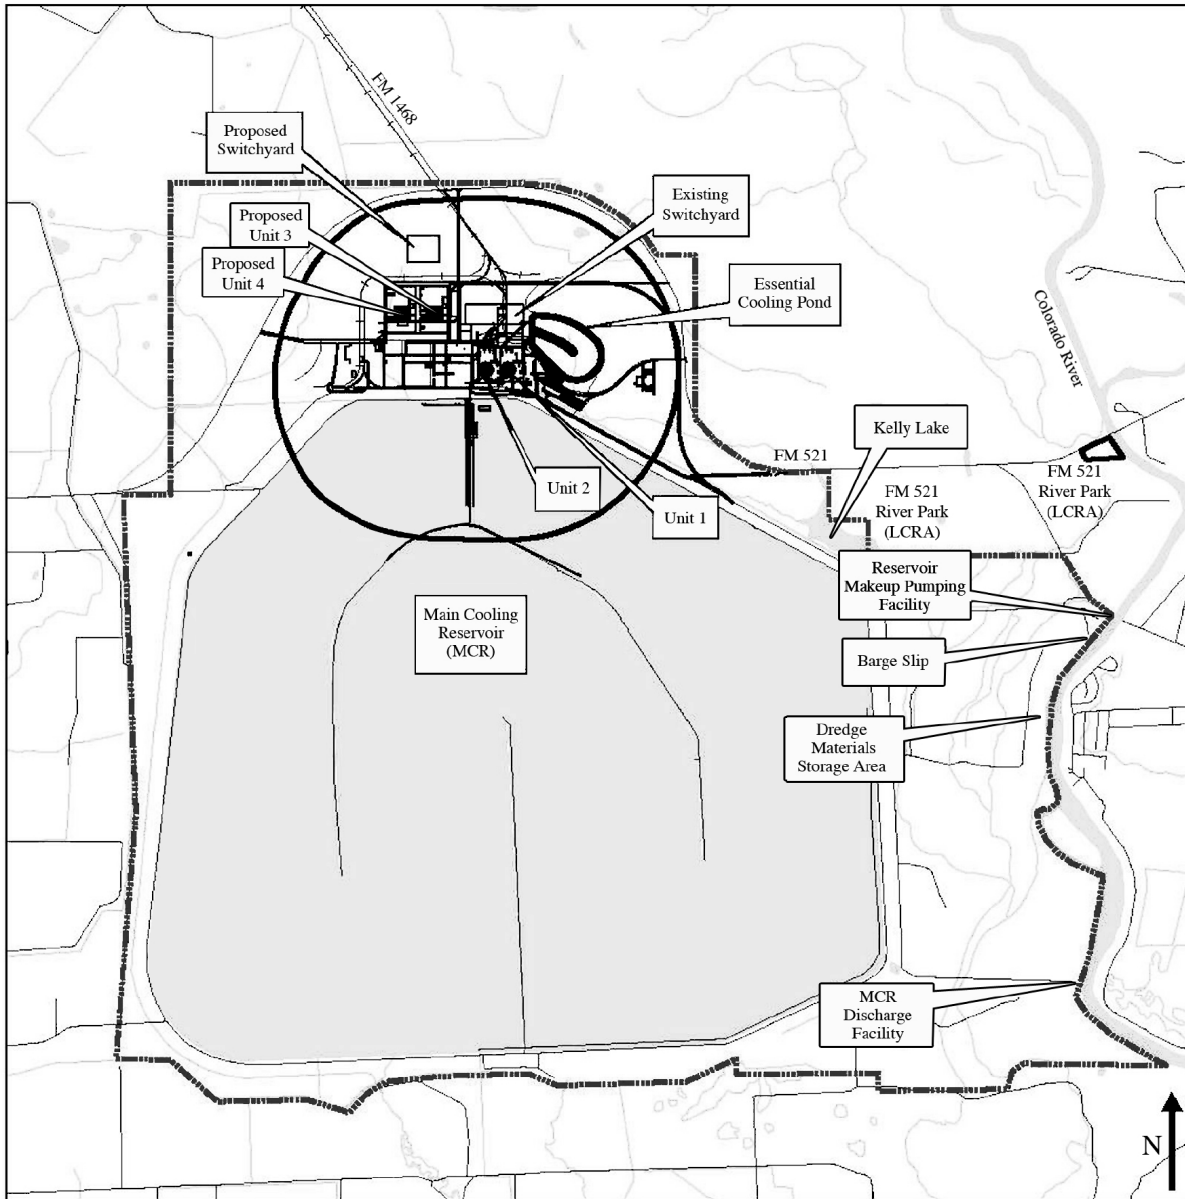 FM 1468
Proposed
Switchyard
Existing
Switchyard
Proposed
Unit 3
Proposed
Unit 4
Essential
Cooling Pond
Colorado River
Kelly Lake
FM 521
FM 521
River Park
(LCRA)
FM 521
River Park
(LCRA)
Unit 2
Unit 1
Reservoir
Makeup Pumping
Facility
Main Cooling
Reservoir
(MCR)
Barge Slip
Dredge
Materials
Storage Area
MCR
Discharge
Facility
N